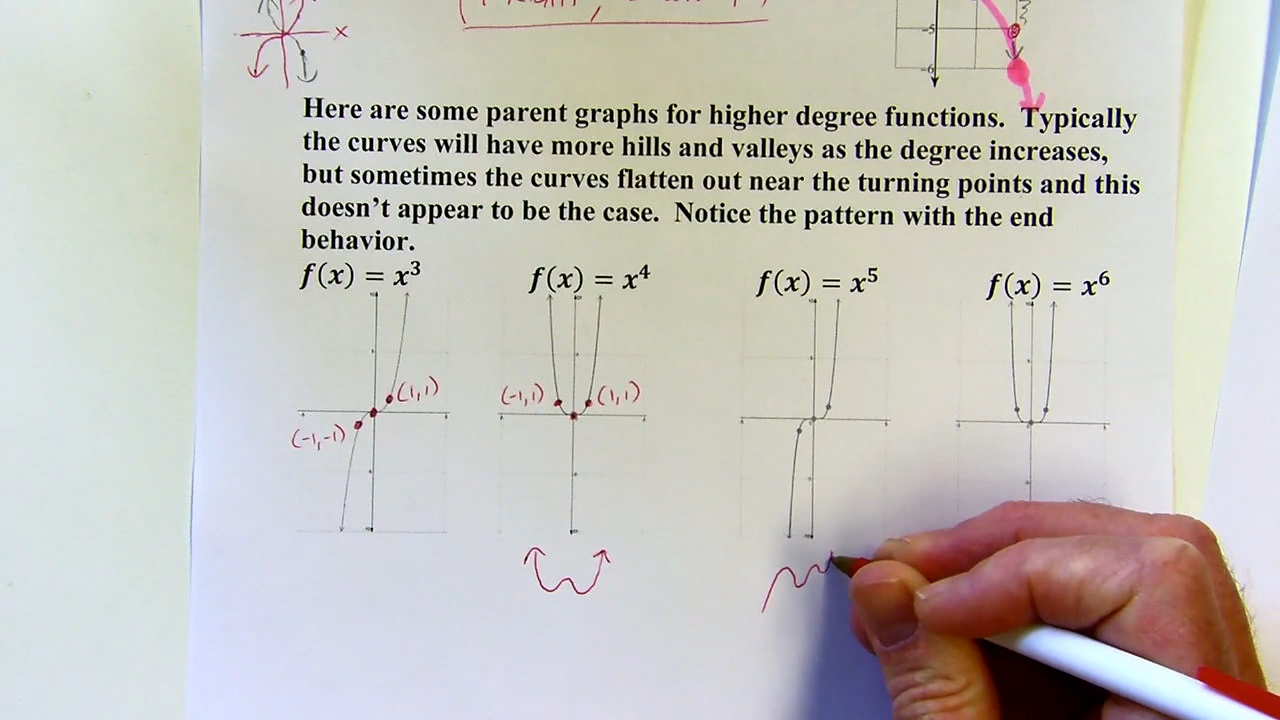 x
-5
-6
Here are some parent graphs for higher degree functions. Typically
the curves will have more hills and valleys as the degree increases,
but sometimes the curves flatten out near the turning points and this
doesn't appear to be the case. Notice the pattern with the end
behavior.
f(x) = x³ f(x) = x⁴ f(x) = x⁵ f(x) = x⁶
(1,1) (-1,1) (1,1)
(-1,-1)